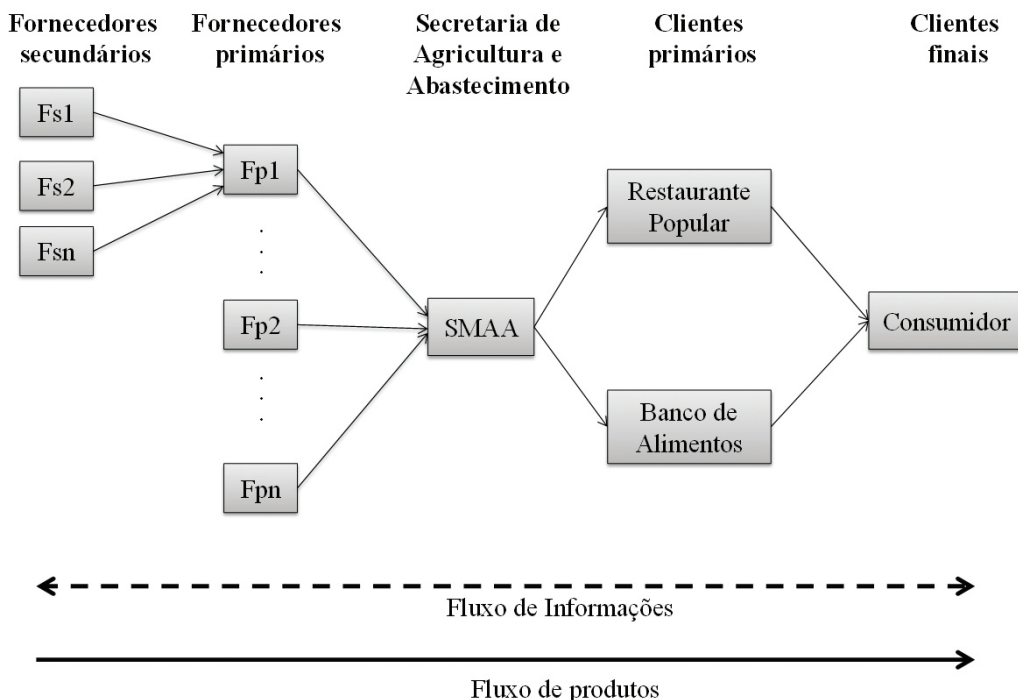 Fornecedores
secundários
Fornecedores
primários
Secretaria de
Agricultura e
Abastecimento
Clientes
primários
Clientes
finais
Fs1
Fs2
Fsn
Fp1
.
.
.
Fp2
.
.
.
Fpn
SMAA
Restaurante
Popular
Banco de
Alimentos
Consumidor
Fluxo de Informações
Fluxo de produtos